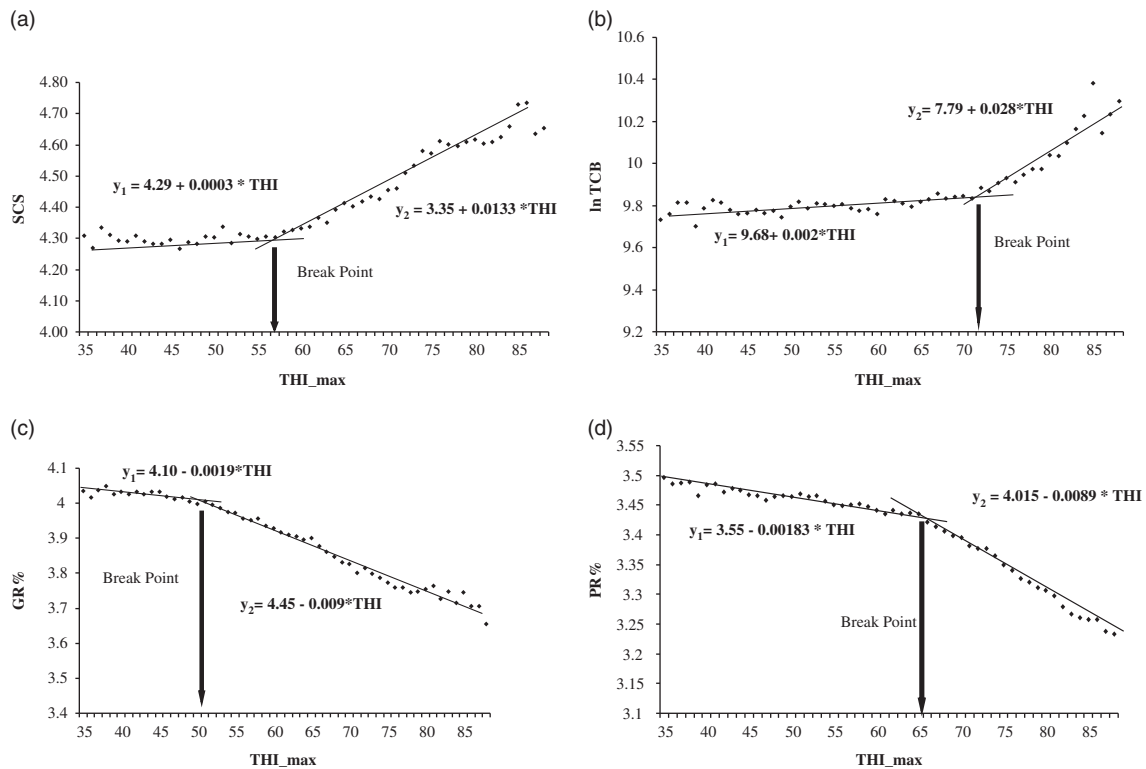 (a)
4.80
4.70
4.60
4.50
4.40
4.30
4.20
4.10
4.00
SCS
y1 = 4.29 + 0.0003 * THI
y2 = 3.35 + 0.0133 *THI
Break Point
35 40 45 50 55 60 65 70 75 80 85
THI_max
(b)
10.6
10.4
10.2
10
9.8
9.6
9.4
9.2
lnTCB
y2 = 7.79 + 0.028*THI
y1 = 9.68+ 0.002*THI
Break Point
35 40 45 50 55 60 65 70 75 80 85
THI_max
(c)
4.1
4
3.9
3.8
3.7
3.6
3.5
3.4
GR%
y1= 4.10 - 0.0019*THI
Break Point
y2= 4.45 - 0.009*THI
35 40 45 50 55 60 65 70 75 80 85
THI_max
(d)
3.55
3.5
3.45
3.4
3.35
3.3
3.25
3.2
3.15
3.1
PR%
y2 = 4.015 - 0.0089 * THI
y1= 3.55 - 0.00183 * THI
Break Point
35 40 45 50 55 60 65 70 75 80 85
THI_max